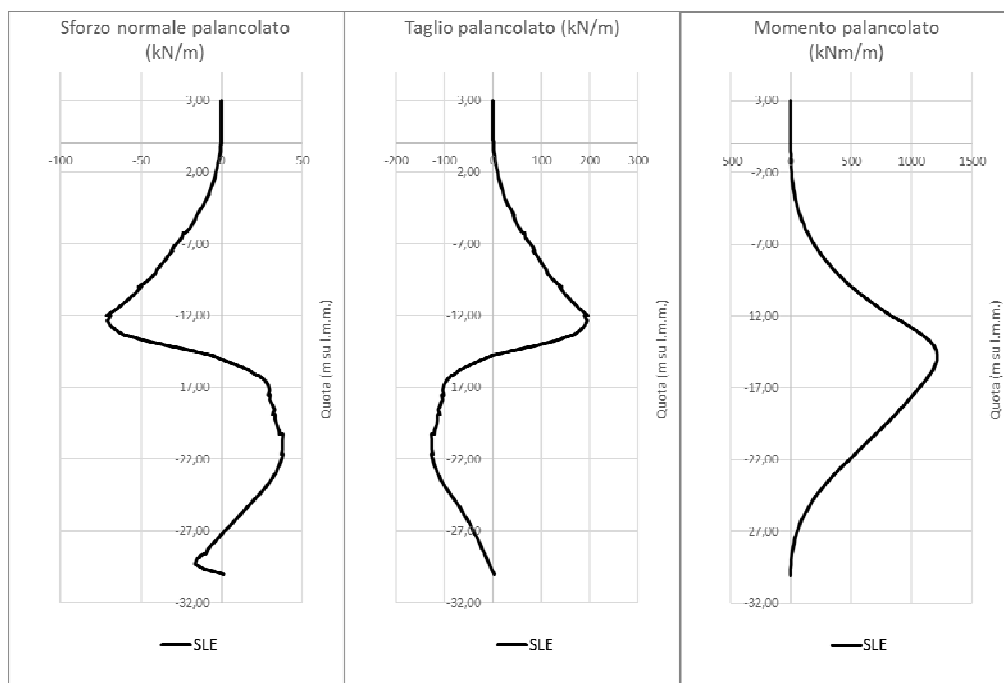 Sforzo normale palancolato
(kN/m)
3,00
-100 -50 0 50
2,00
-7,00
-12,00
-17,00
-22,00
-27,00
-32,00
Quota (m su l.m.m.)
SLE
Taglio palancolato (kN/m)
3,00
-200 -100 0 100 200 300
2,00
-7,00
-12,00
-17,00
-22,00
-27,00
-32,00
Quota (m su l.m.m.)
SLE
Momento palancolato
(kNm/m)
3,00
500 0 500 1000 1500
-2,00
-7,00
-12,00
-17,00
-22,00
-27,00
-32,00
Quota (m su l.m.m.)
SLE